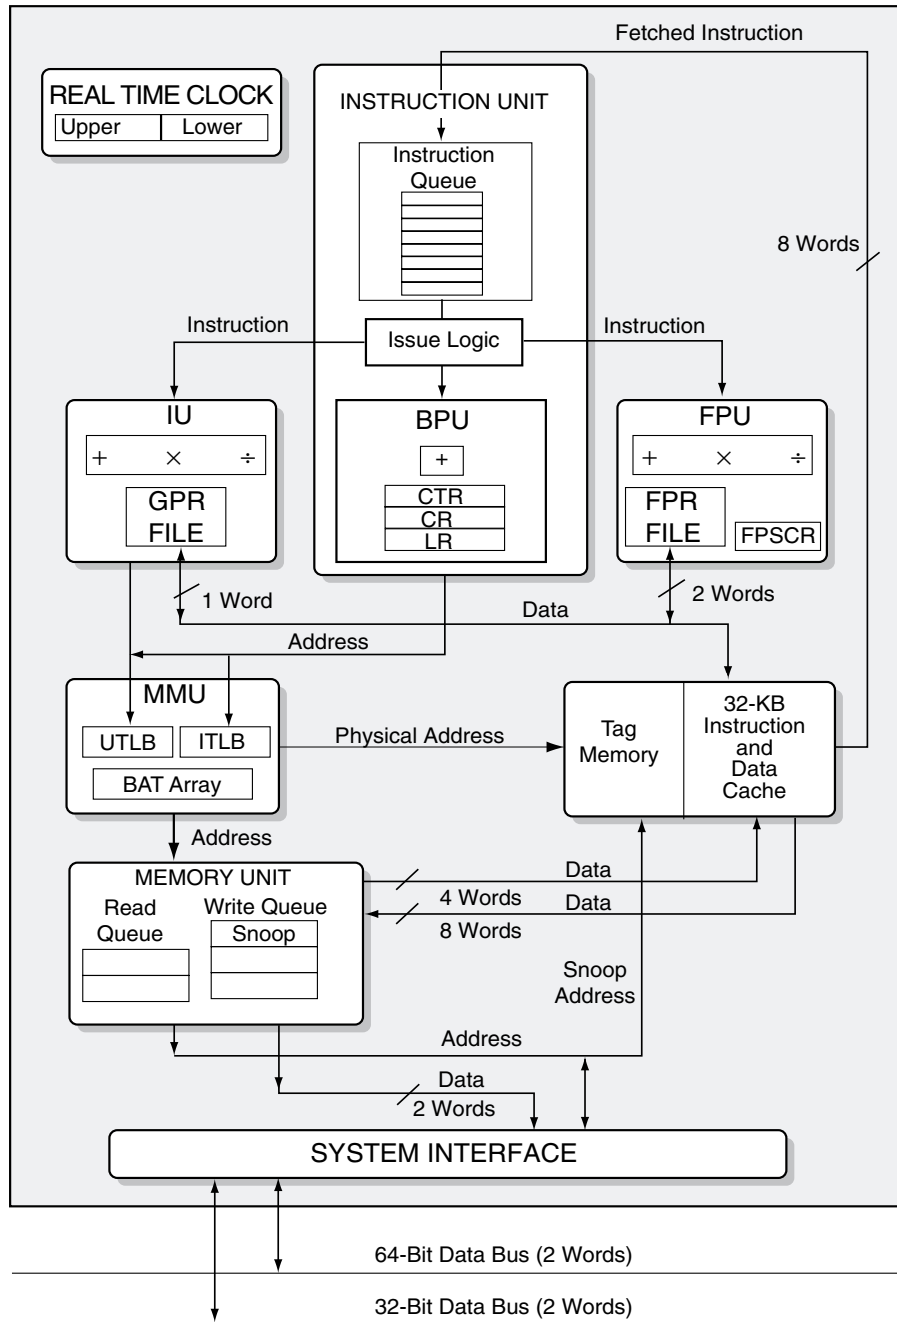 Fetched Instruction
REAL TIME CLOCK
Upper Lower
INSTRUCTION UNIT
Instruction
Queue
8 Words
Instruction
Issue Logic
Instruction
IU
+ × ÷
GPR
FILE
BPU
+
CTR
CR
LR
FPU
+ × ÷
FPR
FILE
FPSCR
1 Word
2 Words
Data
Address
MMU
UTLB
ITLB
BAT Array
Physical Address
Tag
Memory
32-KB
Instruction
and
Data
Cache
Address
MEMORY UNIT
Read
Queue
Write Queue
Snoop
Data
4 Words
Data
8 Words
Snoop
Address
Address
Data
2 Words
SYSTEM INTERFACE
64-Bit Data Bus (2 Words)
32-Bit Data Bus (2 Words)